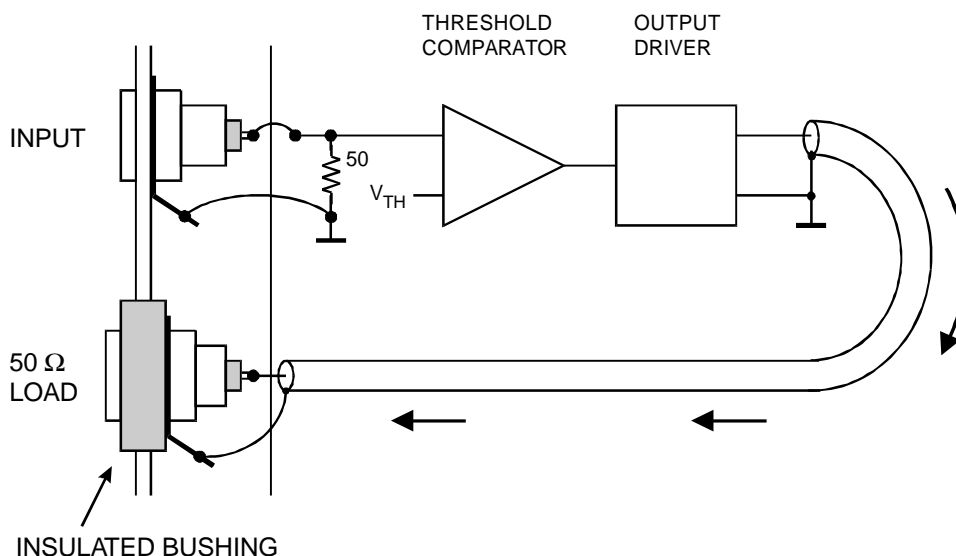 THRESHOLD
COMPARATOR
OUTPUT
DRIVER
INPUT
50
V_TH
50 Ω
LOAD
INSULATED BUSHING